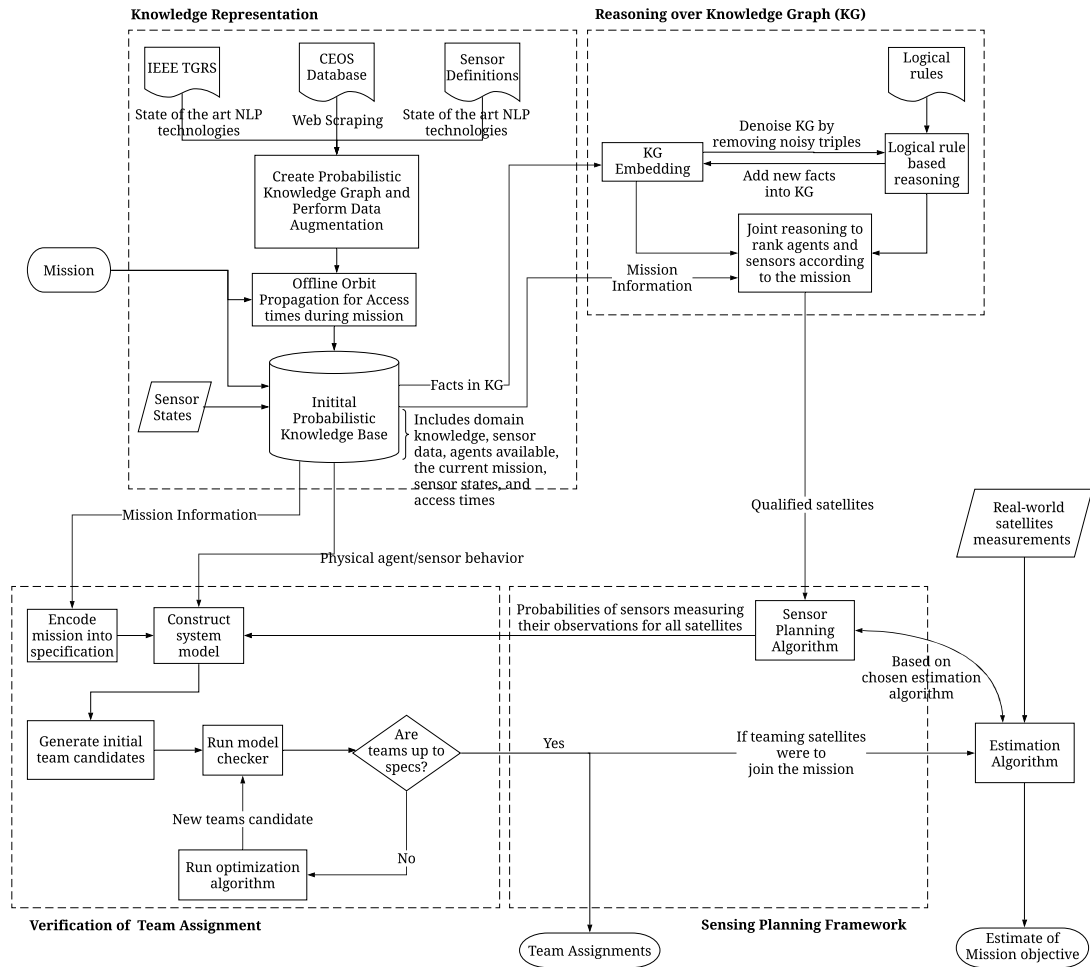 Knowledge Representation
Reasoning over Knowledge Graph (KG)
IEEE TGRS
CEOS
Database
Sensor
Definitions
Logical
rules
State of the art NLP
technologies
Web Scraping
State of the art NLP
technologies
Create Probabilistic
Knowledge Graph and
Perform Data
Augmentation
KG
Embedding
Denoise KG by
removing noisy triples
Add new facts
into KG
Logical rule
based
reasoning
Joint reasoning to
rank agents and
sensors according
to the mission
Mission
Offline Orbit
Propagation for Access
times during mission
Mission
Information
Sensor
States
Initital
Probabilistic
Knowledge Base
Facts in KG
Includes domain
knowledge, sensor
data, agents available,
the current mission,
sensor states, and
access times
Mission Information
Physical agent/sensor behavior
Qualified satellites
Real-world
satellites
measurements
Encode
mission into
specification
Construct
system
model
Probabilities of sensors measuring
their observations for all satellites
Sensor
Planning
Algorithm
Based on
chosen estimation
algorithm
Generate initial
team candidates
Run model
checker
Are
teams up to
specs?
Yes
If teaming satellites
were to
join the mission
Estimation
Algorithm
New teams candidate
No
Run optimization
algorithm
Verification of  Team Assignment
Sensing Planning Framework
Team Assignments
Estimate of
Mission objective